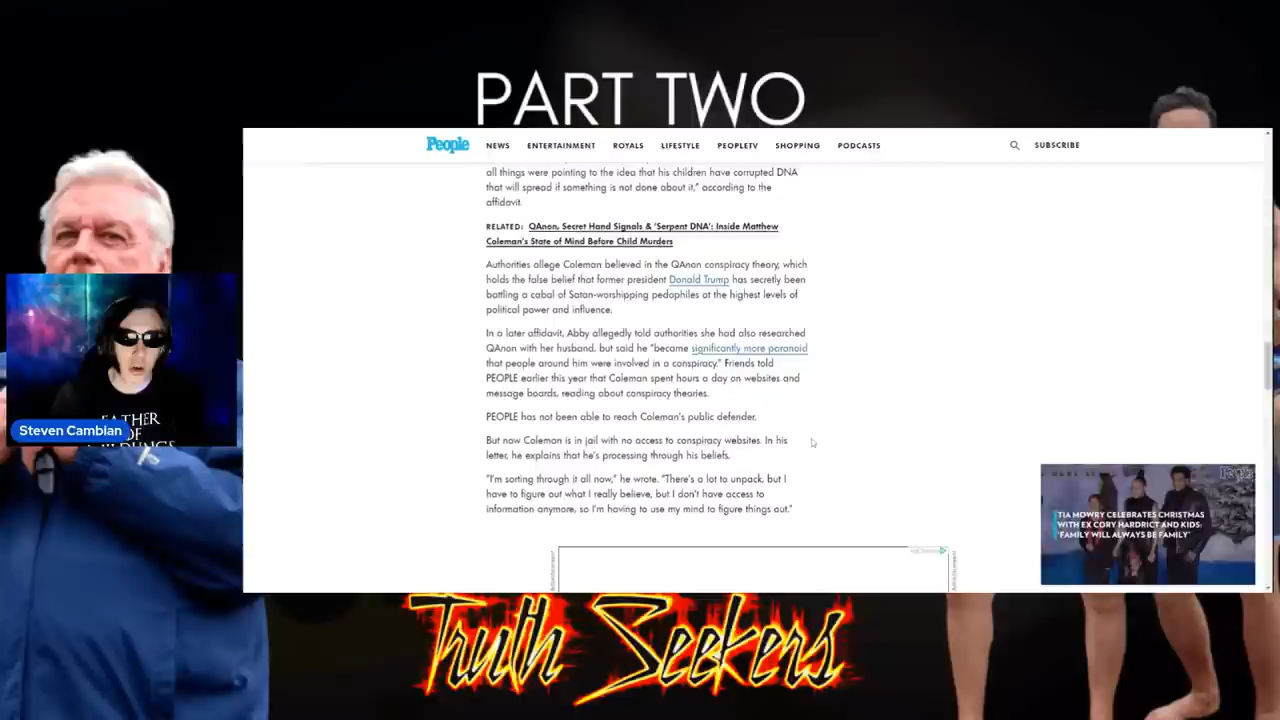 PART TWO
People NEWS ENTERTAINMENT ROYALS LIFESTYLE PEOPLETV SHOPPING PODCASTS SUBSCRIBE
all things were pointing to the idea that his children have corrupted DNA
that will spread if something is not done about it," according to the
affidavit.
RELATED: QAnon, Secret Hand Signals & 'Serpent DNA': Inside Matthew
Coleman's State of Mind Before Child Murders
Authorities allege Coleman believed in the QAnon conspiracy theory, which
holds the false belief that former president Donald Trump has secretly been
battling a cabal of Satan-worshipping pedophiles at the highest levels of
political power and influence.
In a later affidavit, Abby allegedly told authorities she had also researched
QAnon with her husband, but said he "became significantly more paranoid
that people around him were involved in a conspiracy." Friends told
PEOPLE earlier this year that Coleman spent hours a day on websites and
message boards, reading about conspiracy theories.
PEOPLE has not been able to reach Coleman's public defender.
But now Coleman is in jail with no access to conspiracy websites. In his
letter, he explains that he's processing through his beliefs.
"I'm sorting through it all now," he wrote. "There's a lot to unpack, but I
have to figure out what I really believe, but I don't have access to
information anymore, so I'm having to use my mind to figure things out."
FATHER
OF
Steven Cambian
People
TIA MOWRY CELEBRATES CHRISTMAS
WITH EX CORY HARDRICT AND KIDS:
'FAMILY WILL ALWAYS BE FAMILY'
Advertisement
Advertisement
Truth Seekers